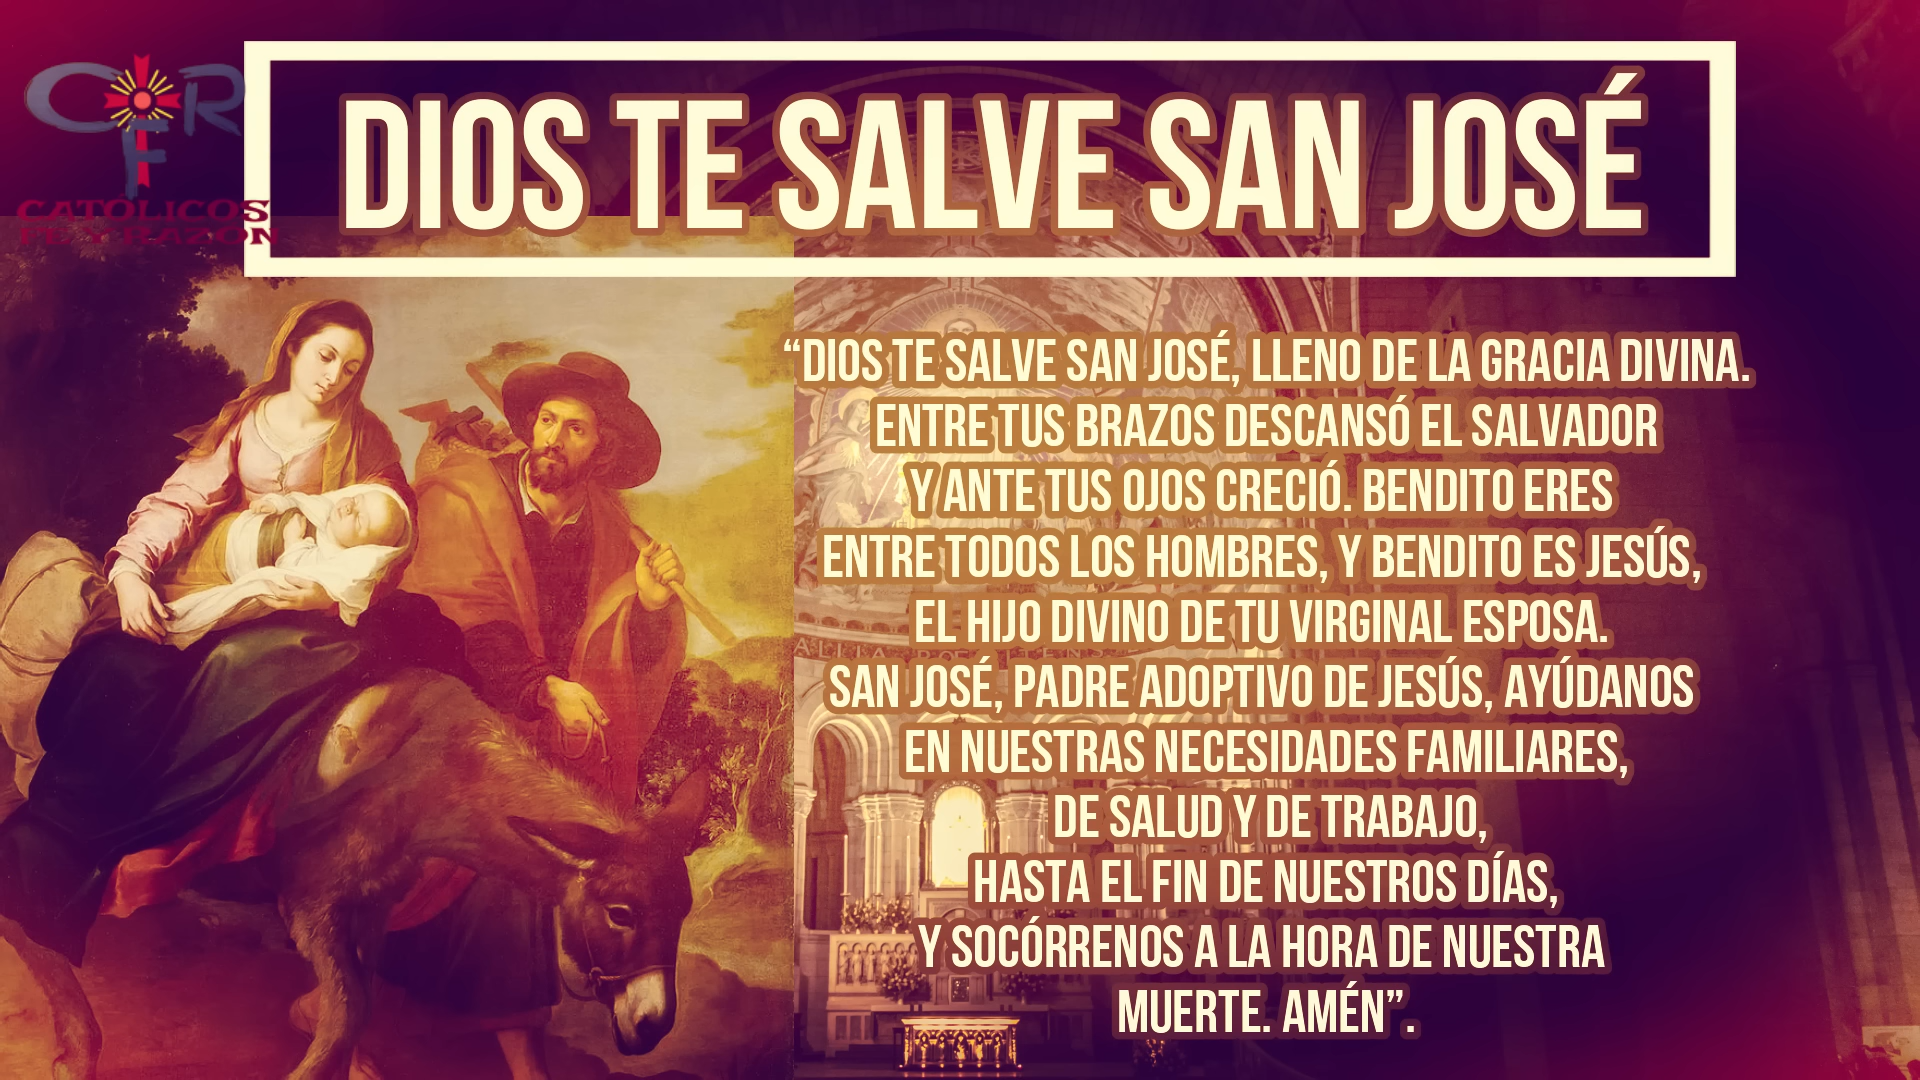 CFR
CATÓLICOS
FE Y RAZÓN
DIOS TE SALVE SAN JOSÉ
“DIOS TE SALVE SAN JOSÉ, LLENO DE LA GRACIA DIVINA.
ENTRE TUS BRAZOS DESCANSÓ EL SALVADOR
Y ANTE TUS OJOS CRECIÓ. BENDITO ERES
ENTRE TODOS LOS HOMBRES, Y BENDITO ES JESÚS,
EL HIJO DIVINO DE TU VIRGINAL ESPOSA.
SAN JOSÉ, PADRE ADOPTIVO DE JESÚS, AYÚDANOS
EN NUESTRAS NECESIDADES FAMILIARES,
DE SALUD Y DE TRABAJO,
HASTA EL FIN DE NUESTROS DÍAS,
Y SOCÓRRENOS A LA HORA DE NUESTRA
MUERTE. AMÉN”.